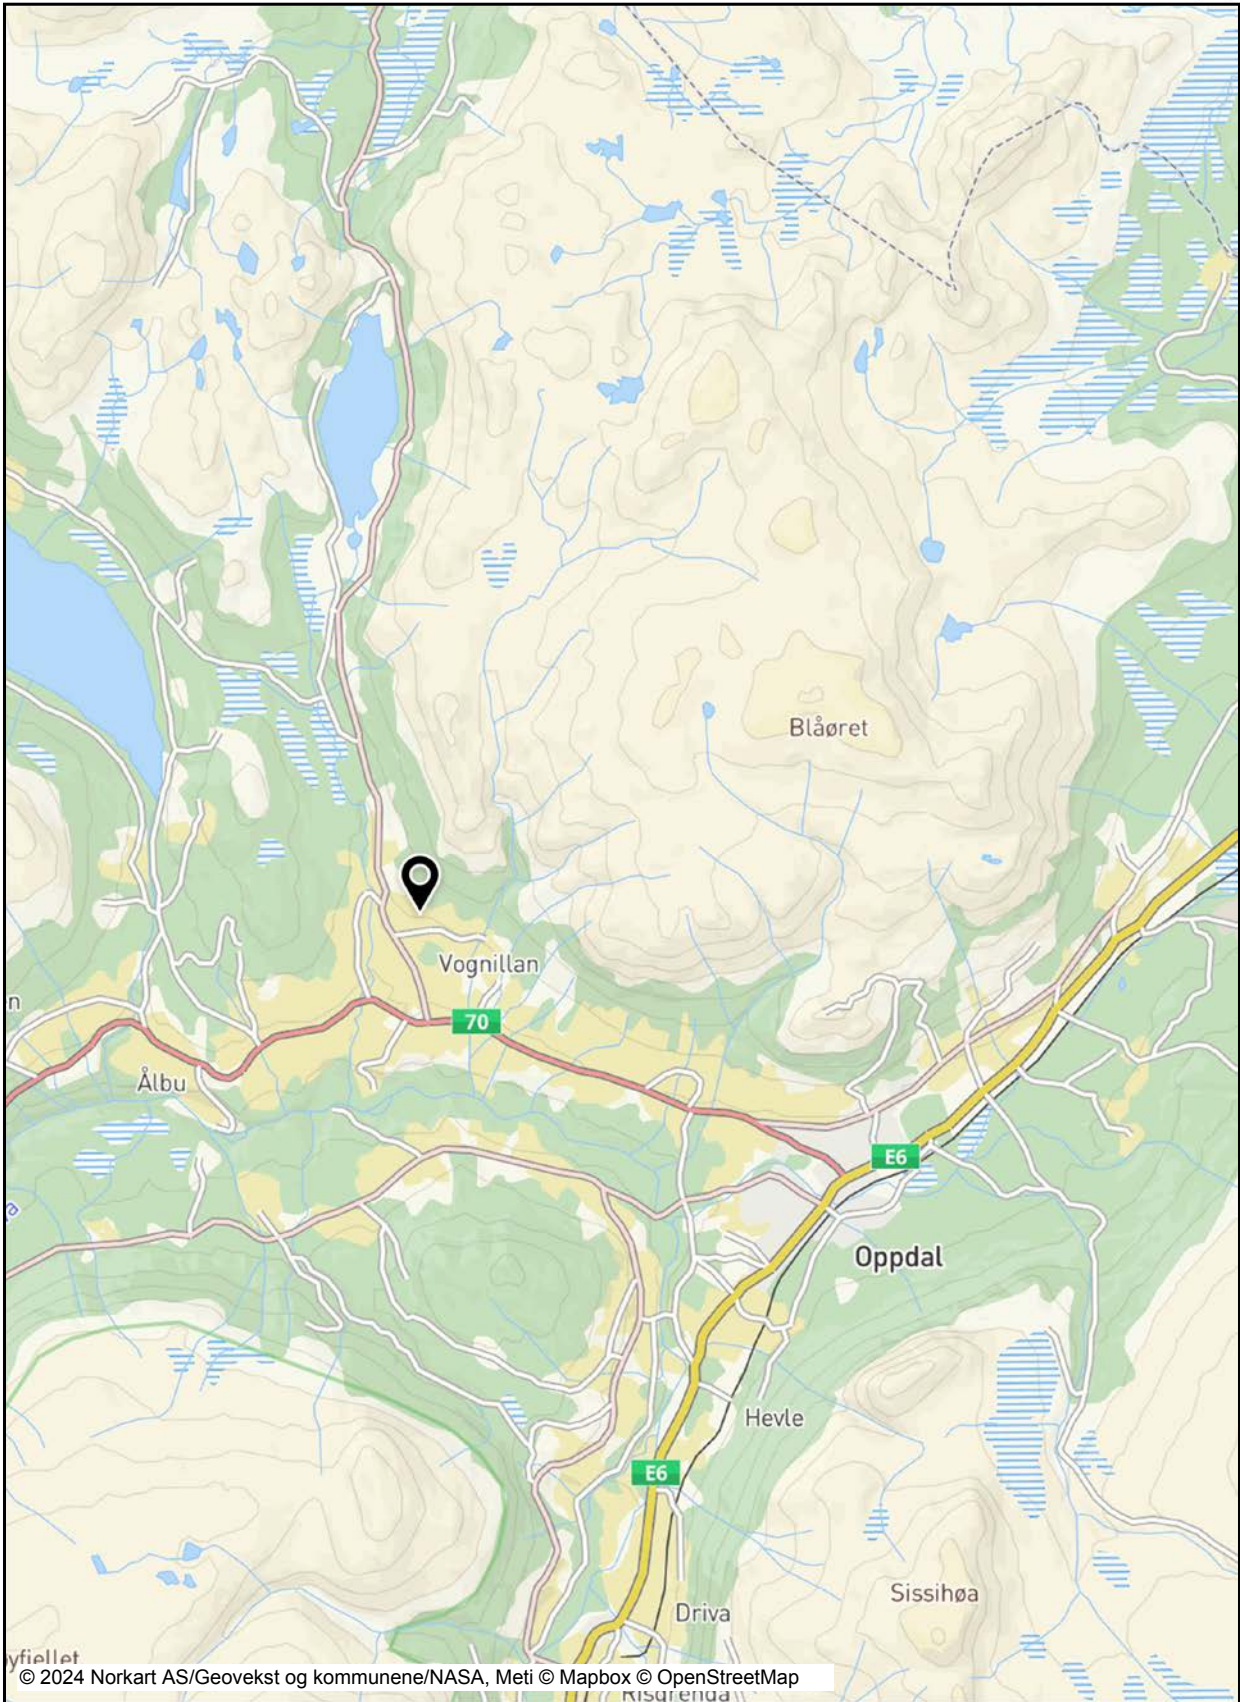 Blåøret
Vognillan
n
70
Ålbu
E6
Oppdal
Hevle
E6
Sissihøa
Driva
yfjellet
© 2024 Norkart AS/Geovekst og kommunene/NASA, Meti © Mapbox © OpenStreetMap